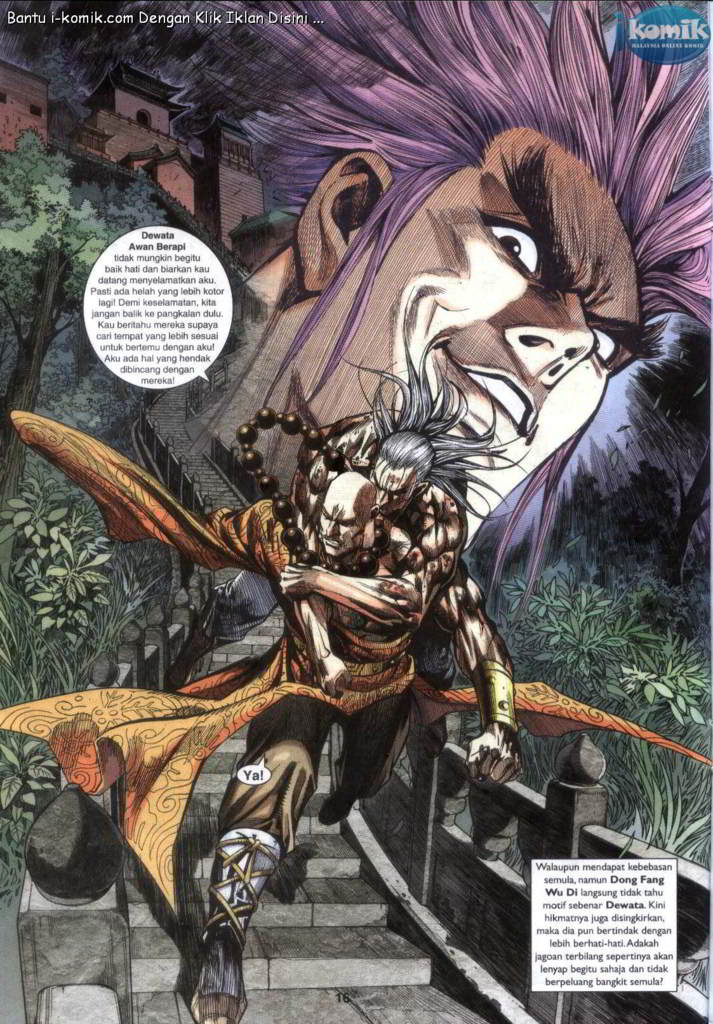 Bantu i-komik.com Dengan Klik Iklan Disini ...
komik
MALAYSIA ONLINE KOMIK
Dewata
Awan Berapi
tidak mungkin begitu
baik hati dan biarkan kau
datang menyelamatkan aku.
Pasti ada helah yang lebih kotor
lagi! Demi keselamatan, kita
jangan balik ke pangkalan dulu.
Kau beritahu mereka supaya
cari tempat yang lebih sesuai
untuk bertemu dengan aku!
Aku ada hal yang hendak
dibincang dengan
mereka!
Ya!
Walaupun mendapat kebebasan
semula, namun Dong Fang
Wu Di langsung tidak tahu
motif sebenar Dewata. Kini
hikmatnya juga disingkirkan,
maka dia pun bertindak dengan
lebih berhati-hati. Adakah
jagoan terbilang sepertinya akan
lenyap begitu sahaja dan tidak
berpeluang bangkit semula?
16